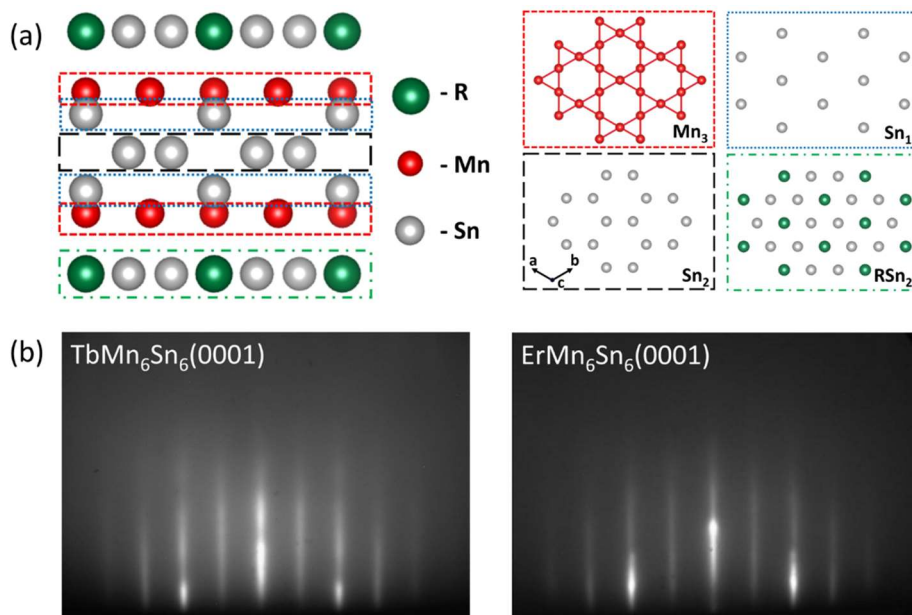 (a)
- R
- Mn
- Sn
Mn₃
Sn₁
a b
c
Sn₂
RSn₂
(b)
TbMn₆Sn₆(0001)
ErMn₆Sn₆(0001)